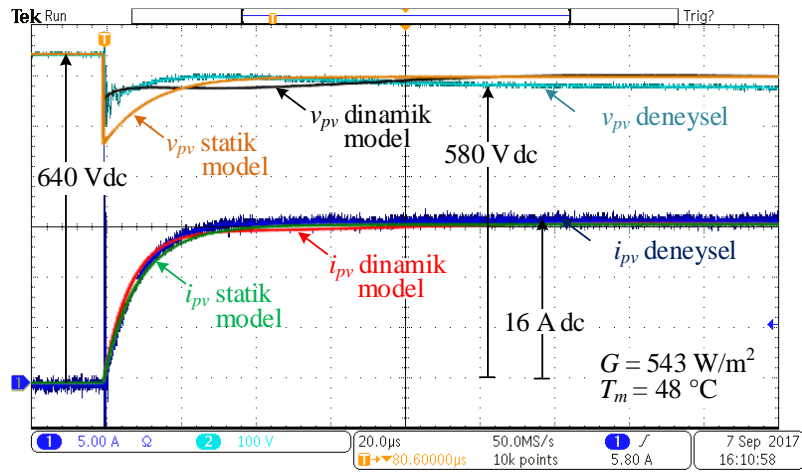 Tek Run
Trig?
T
T
v_pv dinamik
model
v_pv deneysel
v_pv statik
model
580 Vdc
640 Vdc
i_pv dinamik
model
i_pv deneysel
i_pv statik
model
16 A dc
G = 543 W/m²
T_m = 48 °C
1
1 5.00 A Ω 2 100 V
20.0μs 50.0MS/s 1 ʃ 7 Sep 2017
T→▼80.60000μs 10k points 5.80 A 16:10:58